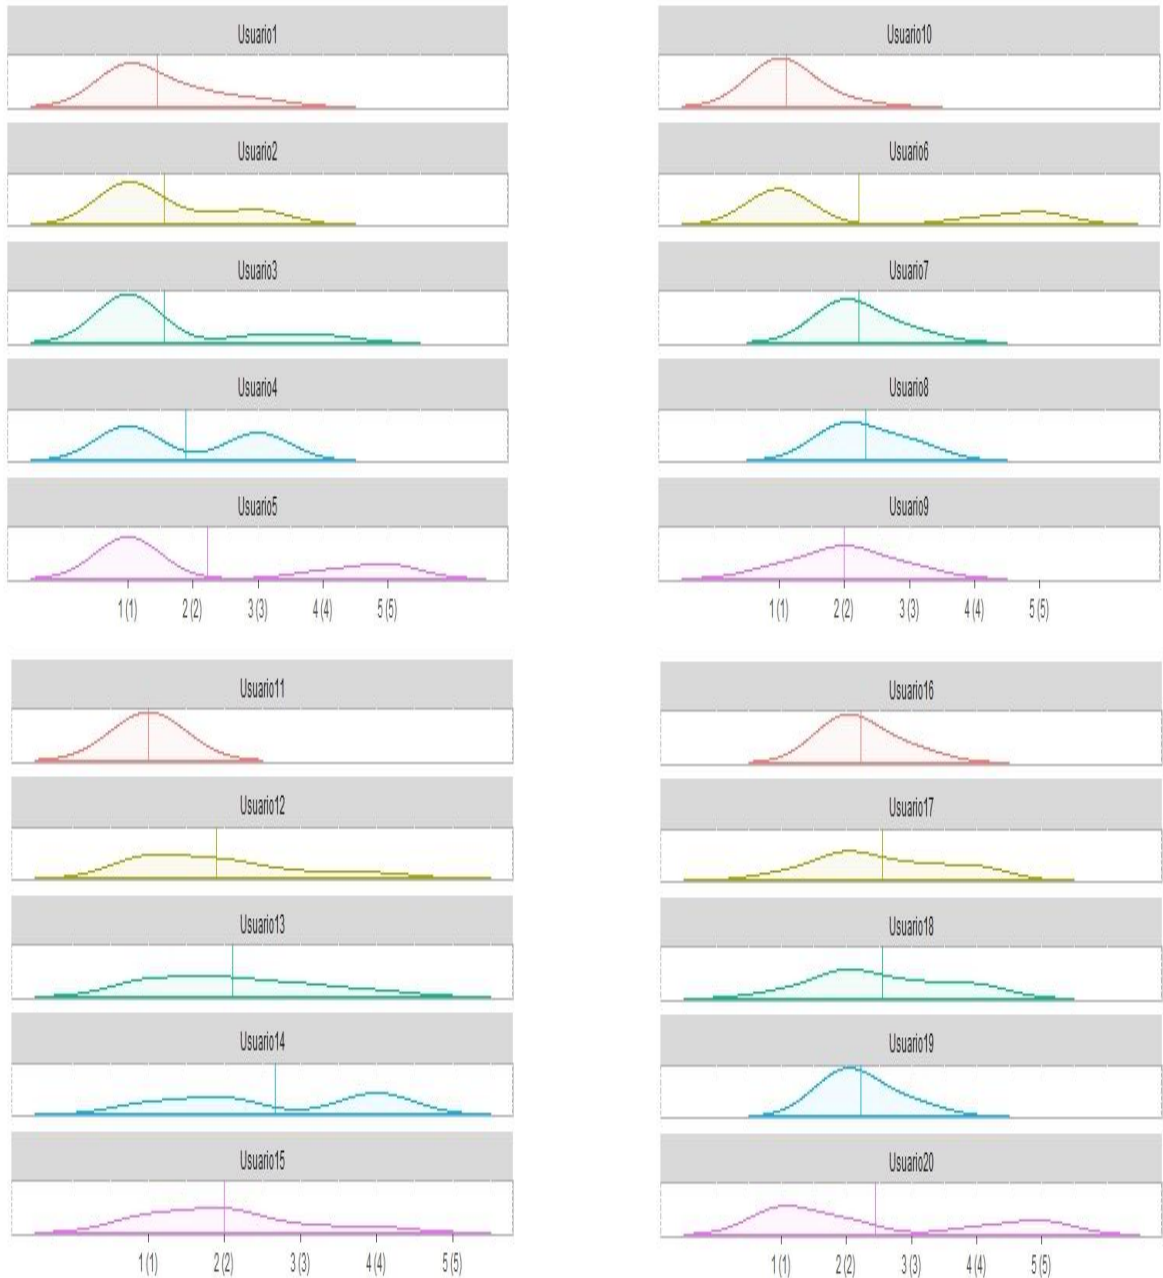 Usuario1
Usuario2
Usuario3
Usuario4
Usuario5
1 (1) 2 (2) 3 (3) 4 (4) 5 (5)
Usuario10
Usuario6
Usuario7
Usuario8
Usuario9
1 (1) 2 (2) 3 (3) 4 (4) 5 (5)
Usuario11
Usuario12
Usuario13
Usuario14
Usuario15
1 (1) 2 (2) 3 (3) 4 (4) 5 (5)
Usuario16
Usuario17
Usuario18
Usuario19
Usuario20
1 (1) 2 (2) 3 (3) 4 (4) 5 (5)